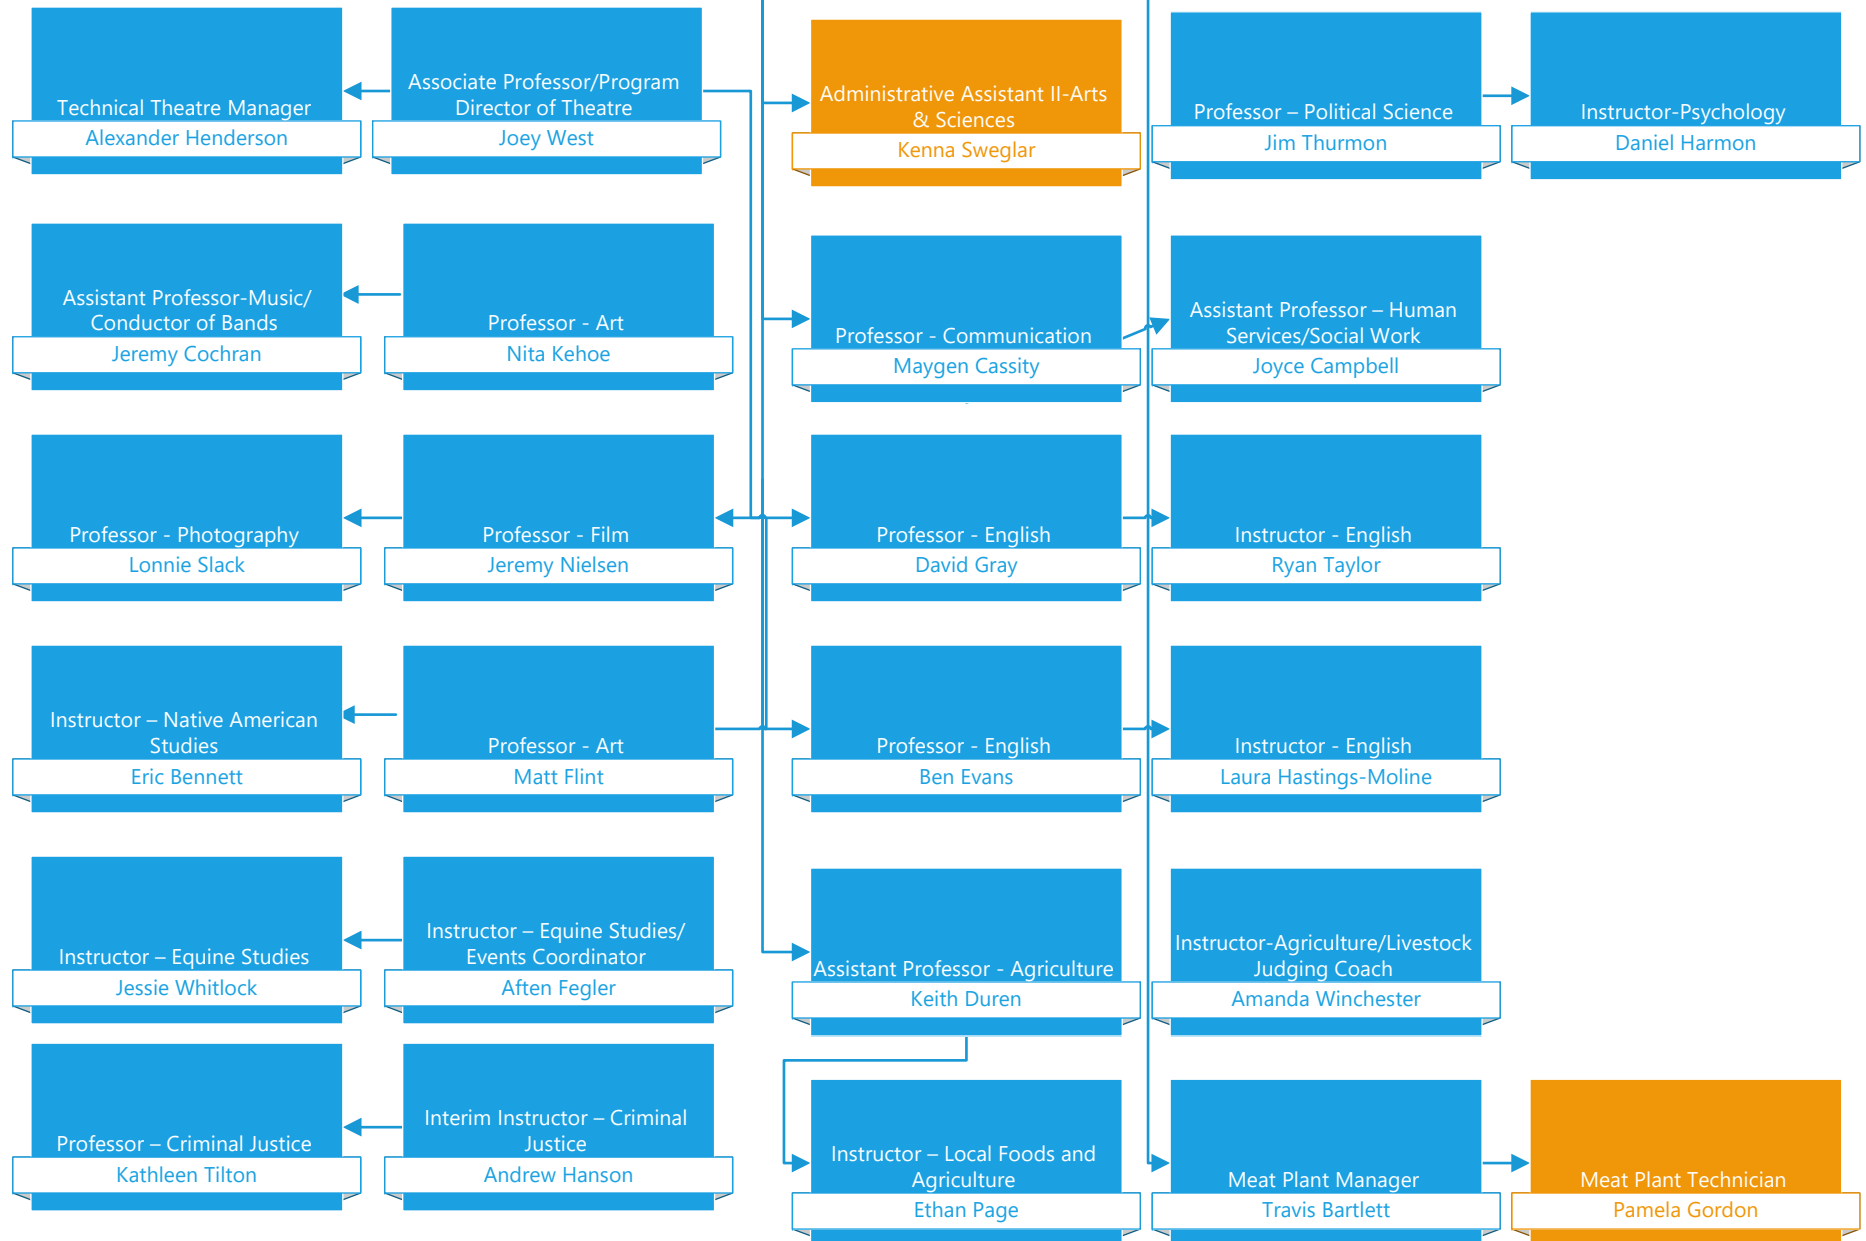 Technical Theatre Manager
Alexander Henderson
Associate Professor/Program
Director of Theatre
Joey West
Administrative Assistant II-Arts
& Sciences
Kenna Sweglar
Professor – Political Science
Jim Thurmon
Instructor-Psychology
Daniel Harmon
Assistant Professor-Music/
Conductor of Bands
Jeremy Cochran
Professor - Art
Nita Kehoe
Professor - Communication
Maygen Cassity
Assistant Professor – Human
Services/Social Work
Joyce Campbell
Professor - Photography
Lonnie Slack
Professor - Film
Jeremy Nielsen
Professor - English
David Gray
Instructor - English
Ryan Taylor
Instructor – Native American
Studies
Eric Bennett
Professor - Art
Matt Flint
Professor - English
Ben Evans
Instructor - English
Laura Hastings-Moline
Instructor – Equine Studies
Jessie Whitlock
Instructor – Equine Studies/
Events Coordinator
Aften Fegler
Assistant Professor - Agriculture
Keith Duren
Instructor-Agriculture/Livestock
Judging Coach
Amanda Winchester
Professor – Criminal Justice
Kathleen Tilton
Interim Instructor – Criminal
Justice
Andrew Hanson
Instructor – Local Foods and
Agriculture
Ethan Page
Meat Plant Manager
Travis Bartlett
Meat Plant Technician
Pamela Gordon